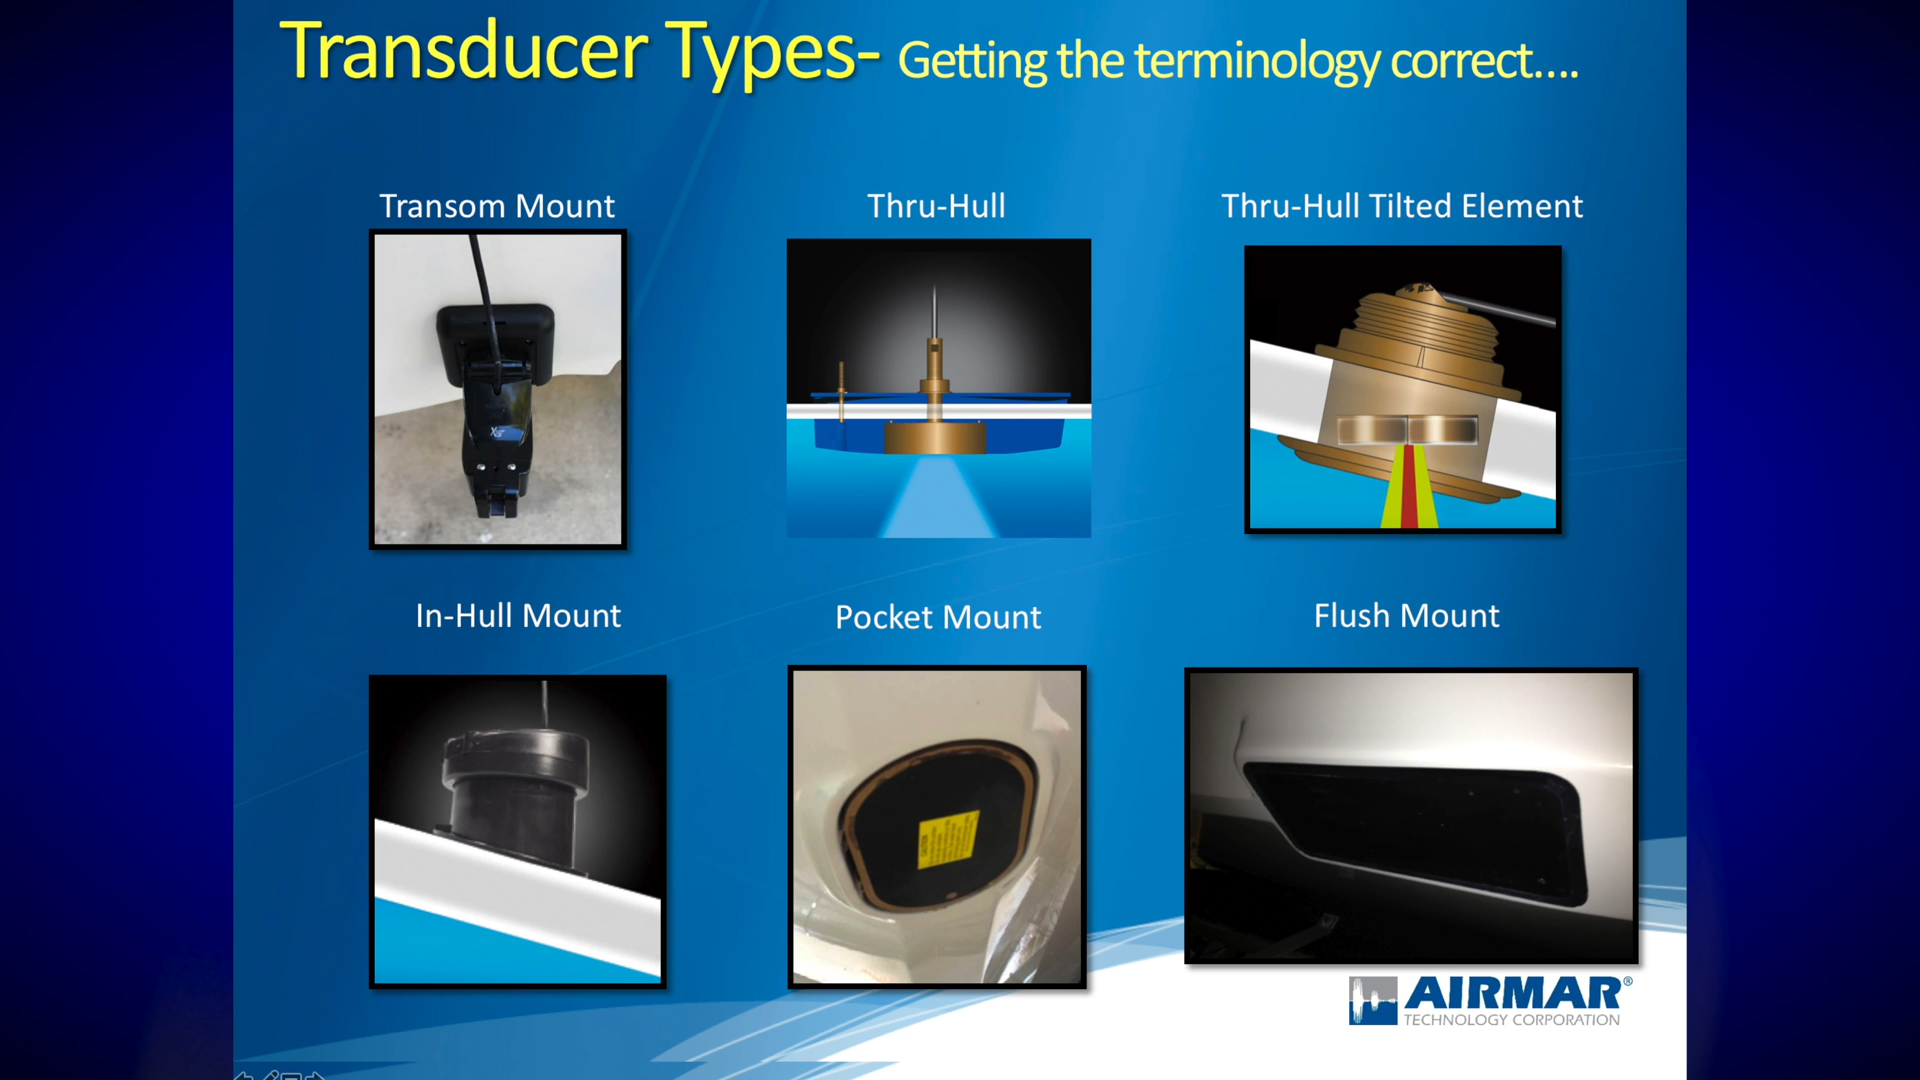 Transducer Types- Getting the terminology correct....
Transom Mount
Thru-Hull
Thru-Hull Tilted Element
In-Hull Mount
Pocket Mount
Flush Mount
AIRMAR®
TECHNOLOGY CORPORATION